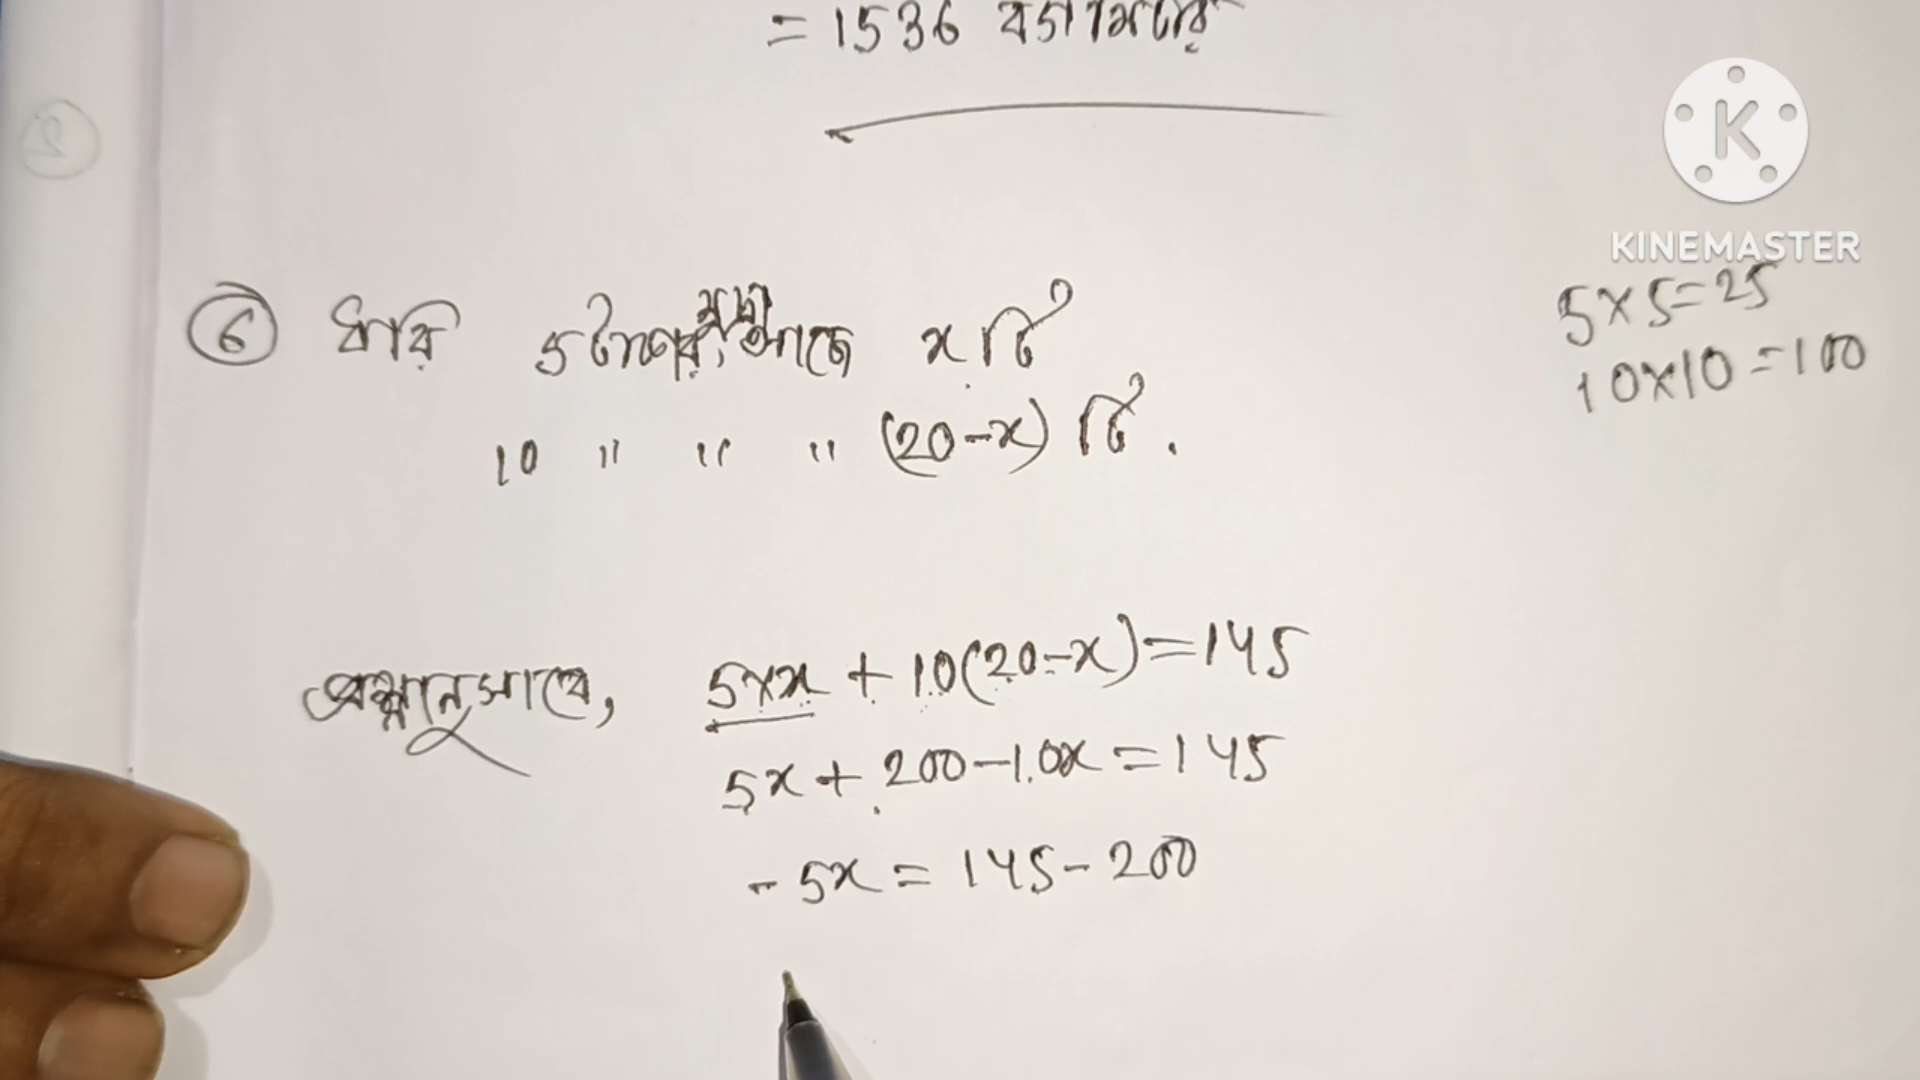 = 1536 বর্গমিটার
K
KINEMASTER
5×5=25
10×10=100
৬ ধরি 5 টাকার মুদ্রা আছে x টি
10 " " " (20-x) টি.
প্রশ্নানুসারে, 5×x + 10(20-x)=145
5x + 200-10x = 145
-5x = 145-200